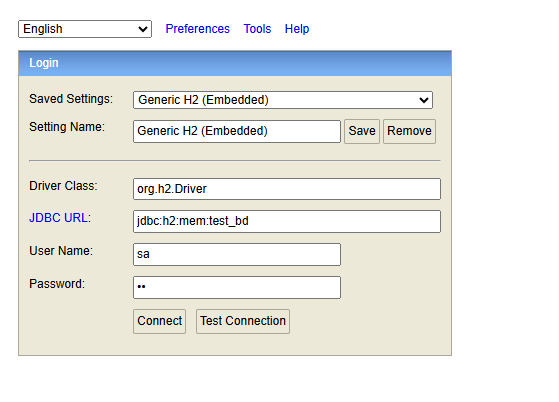 English Preferences Tools Help
Login
Saved Settings: Generic H2 (Embedded)
Setting Name: Generic H2 (Embedded) Save Remove
Driver Class: org.h2.Driver
JDBC URL: jdbc:h2:mem:test_bd
User Name: sa
Password: ••
Connect Test Connection